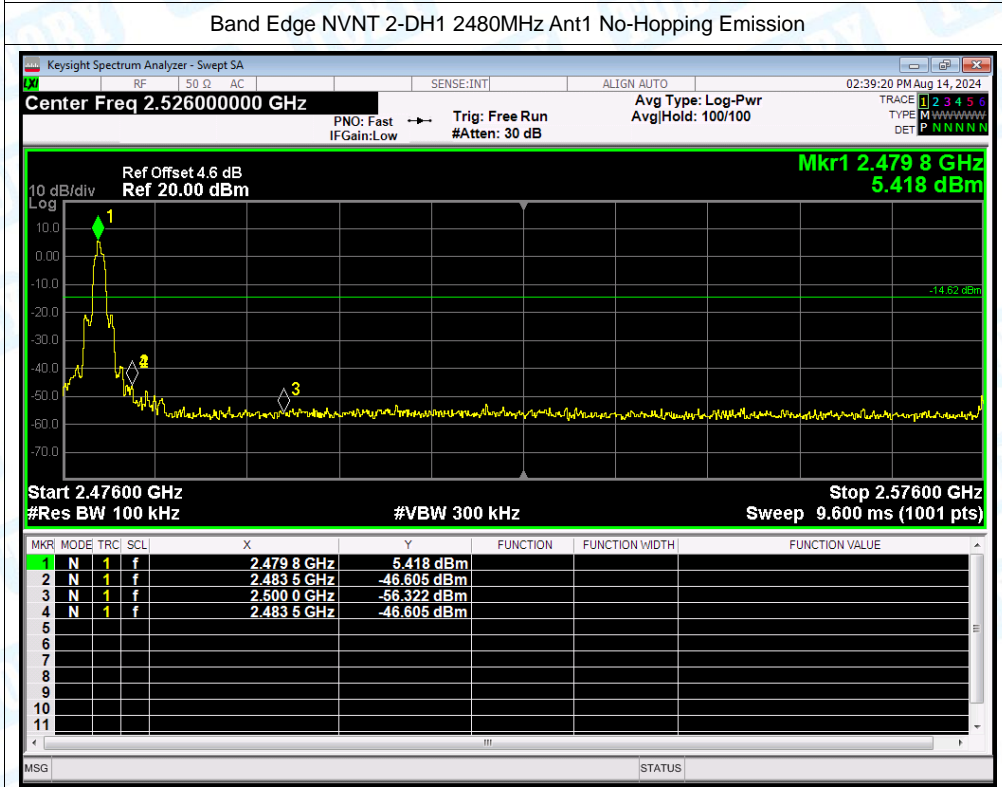 Band Edge NVNT 2-DH1 2480MHz Ant1 No-Hopping Emission
Keysight Spectrum Analyzer - Swept SA
LXI RF 50 Ω AC SENSE:INT ALIGN AUTO 02:39:20 PM Aug 14, 2024
Center Freq 2.526000000 GHz
PNO: Fast
IFGain:Low
Trig: Free Run
#Atten: 30 dB
Avg Type: Log-Pwr
Avg|Hold: 100/100
TRACE 1 2 3 4 5 6
TYPE M WWWWW
DET P N N N N N
Mkr1 2.479 8 GHz
5.418 dBm
Ref Offset 4.6 dB
10 dB/div Ref 20.00 dBm
Log
10.0
0.00
-10.0
-20.0
-30.0
-40.0
-50.0
-60.0
-70.0
1
3
-14.62 dBm
Start 2.47600 GHz Stop 2.57600 GHz
#Res BW 100 kHz #VBW 300 kHz Sweep 9.600 ms (1001 pts)
MKR MODE TRC SCL X Y FUNCTION FUNCTION WIDTH FUNCTION VALUE
1 N 1 f 2.479 8 GHz 5.418 dBm
2 N 1 f 2.483 5 GHz -46.605 dBm
3 N 1 f 2.500 0 GHz -56.322 dBm
4 N 1 f 2.483 5 GHz -46.605 dBm
5
6
7
8
9
10
11
MSG STATUS